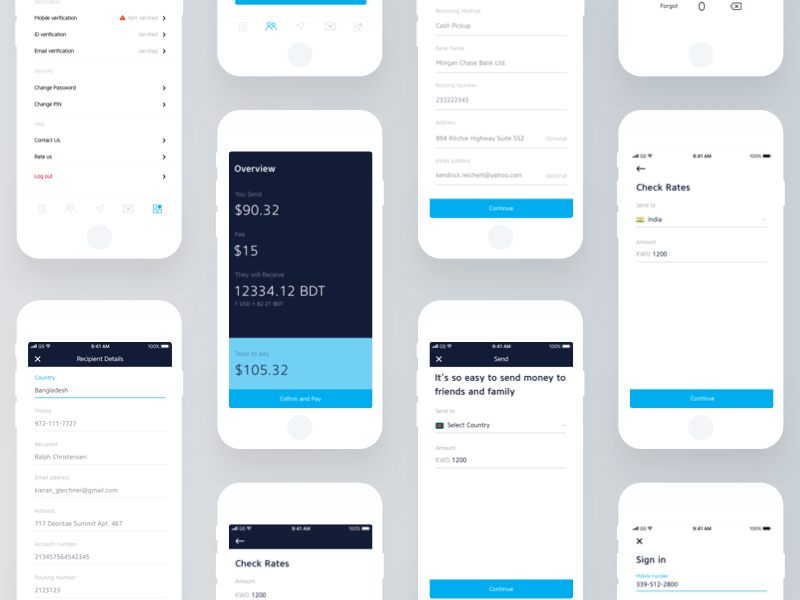 Verification
Mobile verification
Not verified
ID verification
Verified
Email verification
Verified
Security
Change Password
Change PIN
Help
Contact Us
Rate us
Log out
GS
9:41 AM
100%
Recipient Details
Country
Bangladesh
Mobile
972-111-7727
Recipient
Ralph Christensen
Email address
kieran_gleichner@gmail.com
Address
717 Deontae Summit Apt. 467
Account number
213457564542345
Routing Number
2123123
Overview
You Send
$90.32
Fee
$15
They will Receive
12334.12 BDT
1 USD = 82.21 BDT
Total to pay
$105.32
Cofirm and Pay
GS
9:41 AM
100%
Check Rates
Amount
KWD 1200
Receiving Method
Cash Pickup
Bank Name
Morgan Chase Bank Ltd.
Routing Number
233222345
Address
894 Ritchie Highway Suite 552
Optional
Email address
kendrick.reichert@yahoo.com
Optional
Continue
GS
9:41 AM
100%
Send
It's so easy to send money to
friends and family
Send to
Select Country
Amount
KWD 1200
Continue
Forgot
0
GS
9:41 AM
100%
Check Rates
Send to
India
Amount
KWD 1200
Continue
GS
9:41 AM
100%
Sign in
Mobile number
339-512-2800